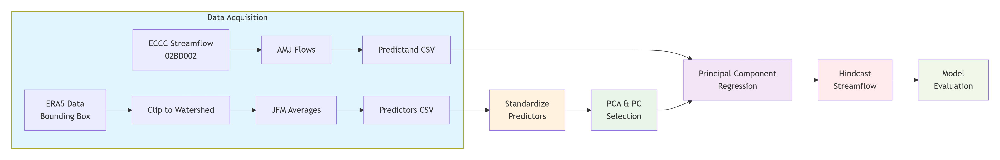 Data Acquisition
ECCC Streamflow
02BD002
AMJ Flows
Predictand CSV
ERA5 Data
Bounding Box
Clip to Watershed
JFM Averages
Predictors CSV
Standardize
Predictors
PCA & PC
Selection
Principal Component
Regression
Hindcast
Streamflow
Model
Evaluation